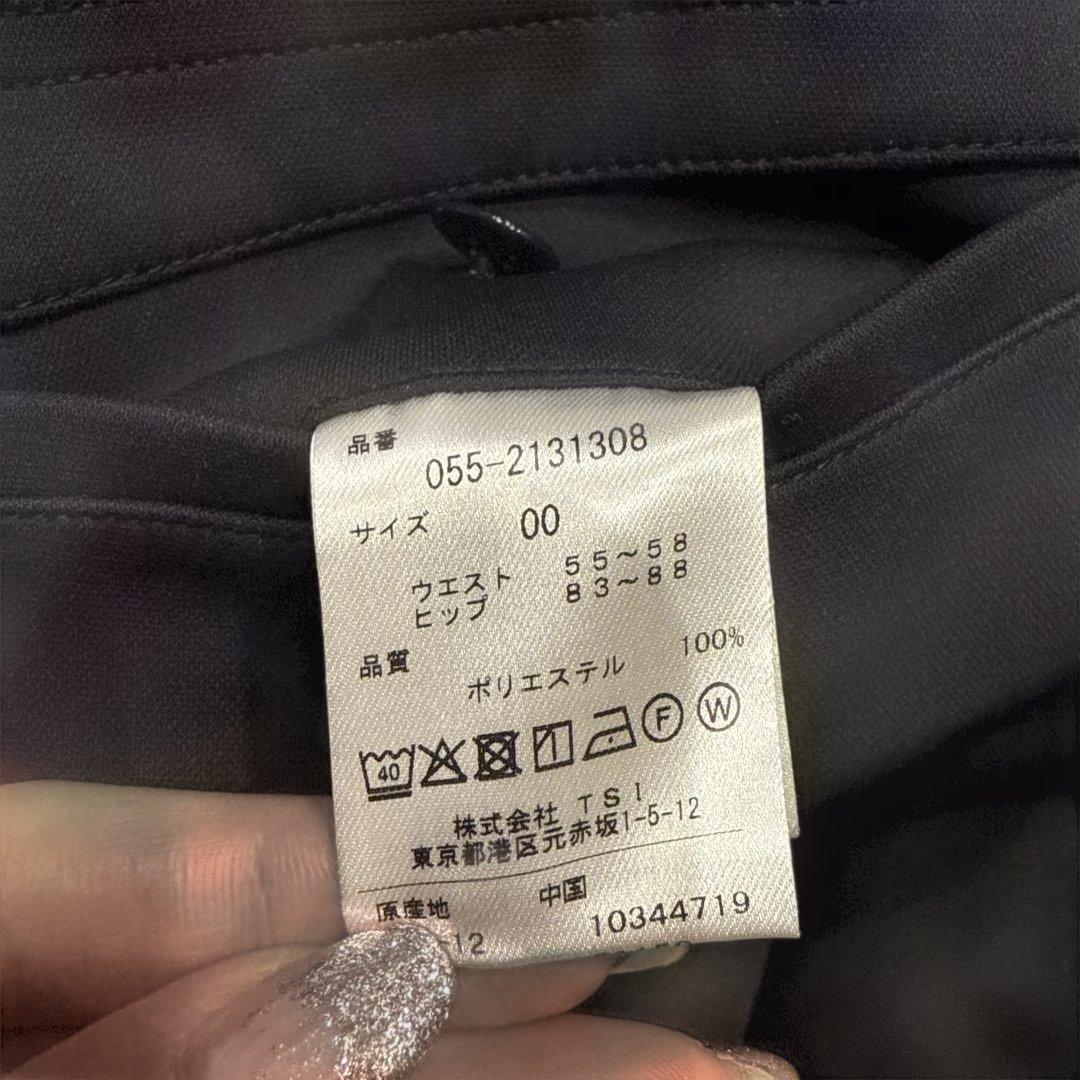 品番
055-2131308
サイズ 00
ウエスト 55～58
ヒップ 83～88
品質
ポリエステル 100%
40
F W
株式会社 TSI
東京都港区元赤坂1-5-12
原産地 中国
-12 10344719